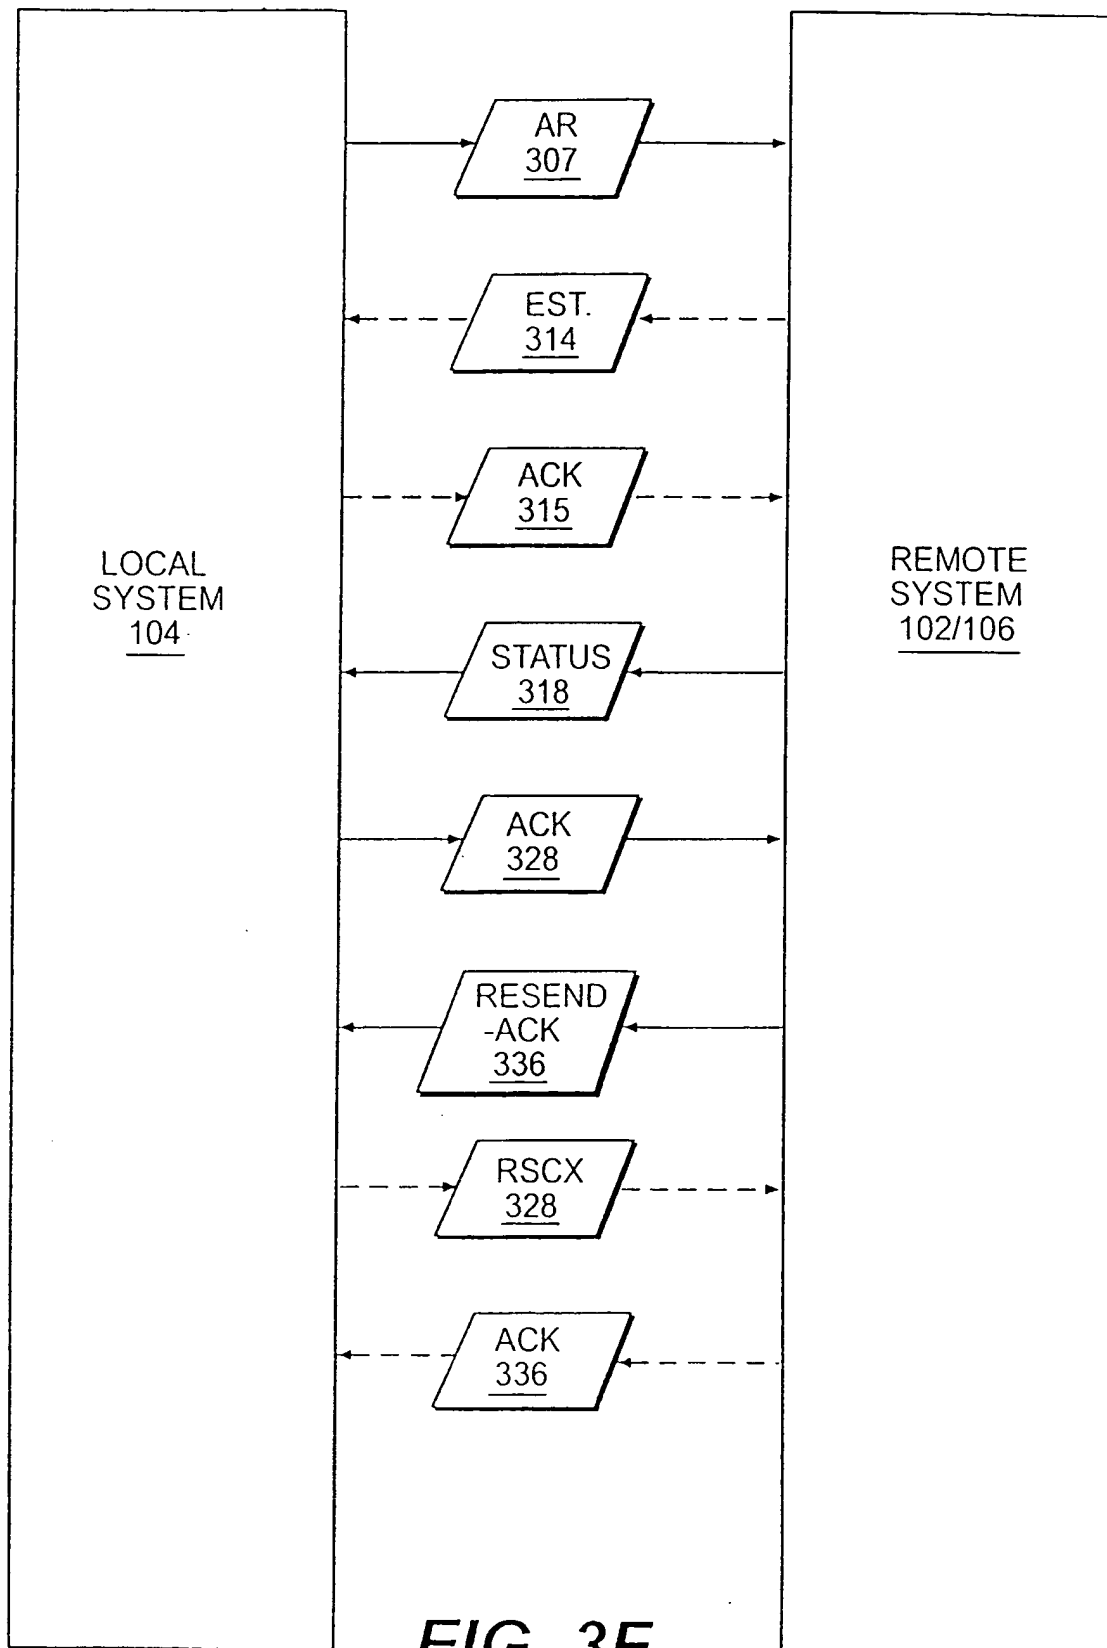 AR
307
EST.
314
ACK
315
LOCAL
SYSTEM
104
REMOTE
SYSTEM
102/106
STATUS
318
ACK
328
RESEND
-ACK
336
RSCX
328
ACK
336